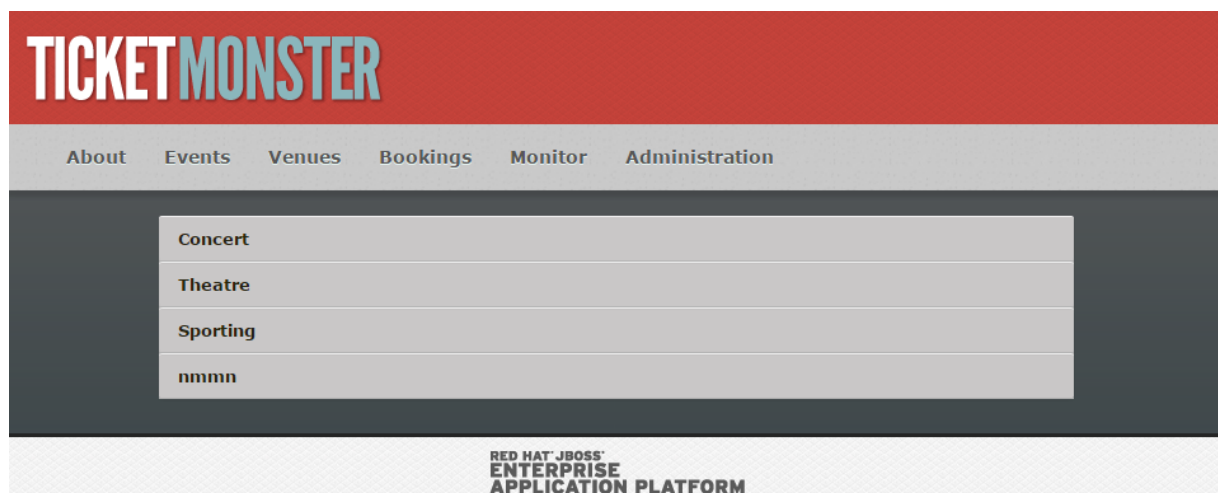 TICKETMONSTER
About Events Venues Bookings Monitor Administration
Concert
Theatre
Sporting
nmmn
RED HAT® JBOSS®
ENTERPRISE
APPLICATION PLATFORM